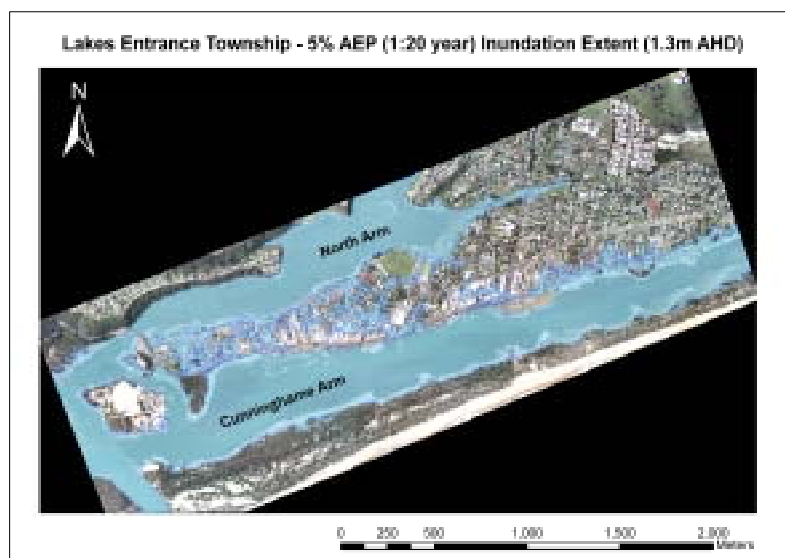 Lakes Entrance Township - 5% AEP (1:20 year) Inundation Extent (1.3m AHD)
N
North Arm
Cunninghame Arm
0 250 500 1,000 1,500 2,000
Meters